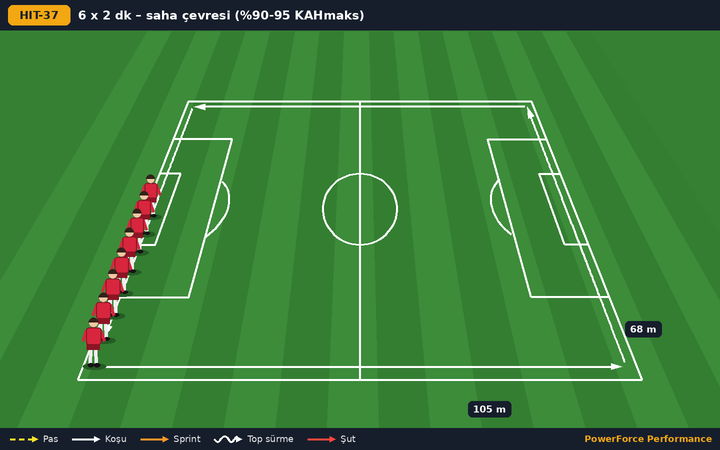 HIT-37 6 x 2 dk – saha çevresi (%90-95 KAHmaks)
68 m
105 m
Pas Koşu Sprint Top sürme Şut PowerForce Performance